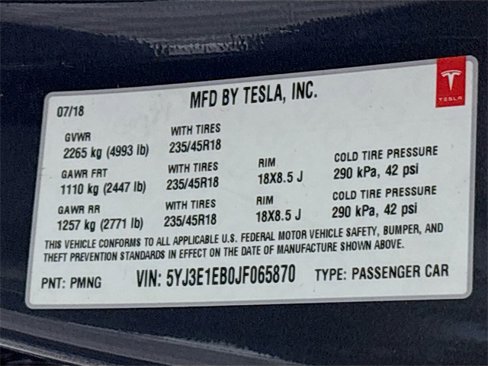 MFD BY TESLA, INC.
TESLA
07/18
GVWR WITH TIRES
2265 kg (4993 lb) 235/45R18
GAWR FRT WITH TIRES RIM COLD TIRE PRESSURE
1110 kg (2447 lb) 235/45R18 18X8.5 J 290 kPa, 42 psi
GAWR RR WITH TIRES RIM COLD TIRE PRESSURE
1257 kg (2771 lb) 235/45R18 18X8.5 J 290 kPa, 42 psi
THIS VEHICLE CONFORMS TO ALL APPLICABLE U.S. FEDERAL MOTOR VEHICLE SAFETY, BUMPER, AND
THEFT PREVENTION STANDARDS IN EFFECT ON THE DATE OF MANUFACTURE SHOWN ABOVE.
PNT: PMNG VIN: 5YJ3E1EB0JF065870 TYPE: PASSENGER CAR